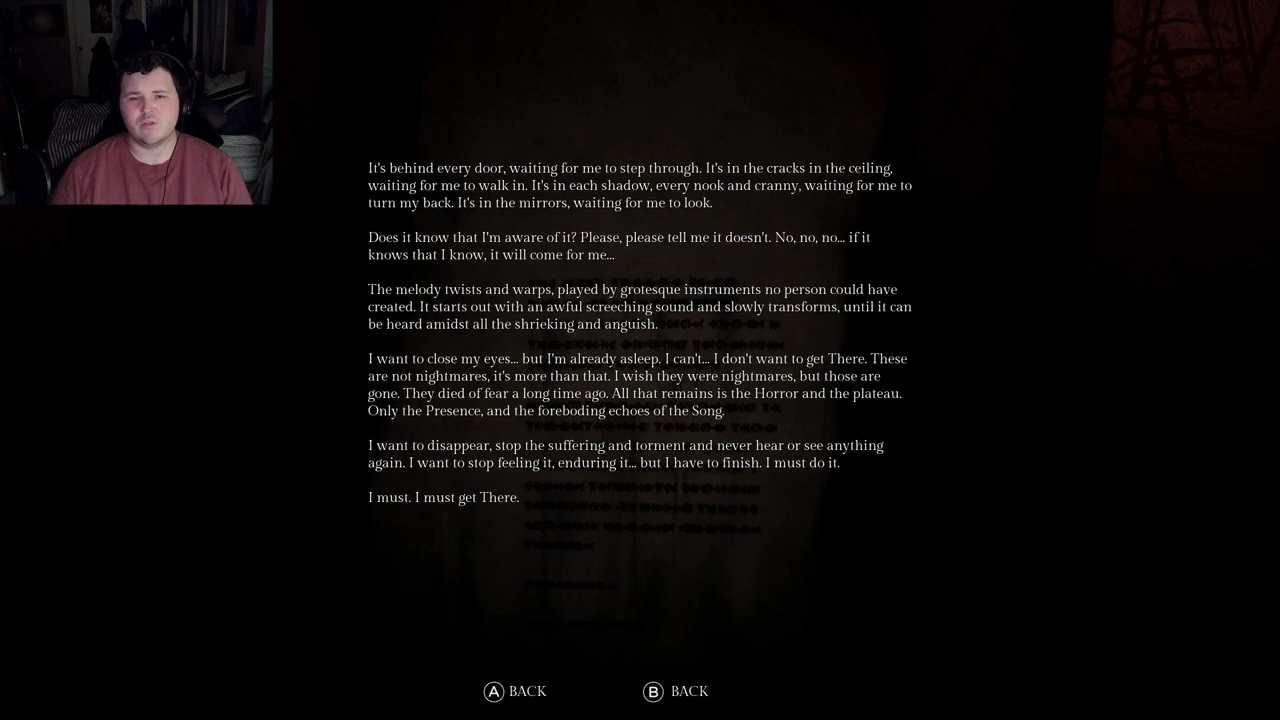 It's behind every door, waiting for me to step through. It's in the cracks in the ceiling,
waiting for me to walk in. It's in each shadow, every nook and cranny, waiting for me to
turn my back. It's in the mirrors, waiting for me to look.
Does it know that I'm aware of it? Please, please tell me it doesn't. No, no, no... if it
knows that I know, it will come for me...
The melody twists and warps, played by grotesque instruments no person could have
created. It starts out with an awful screeching sound and slowly transforms, until it can
be heard amidst all the shrieking and anguish.
I want to close my eyes... but I'm already asleep. I can't... I don't want to get There. These
are not nightmares, it's more than that. I wish they were nightmares, but those are
gone. They died of fear a long time ago. All that remains is the Horror and the plateau.
Only the Presence, and the foreboding echoes of the Song.
I want to disappear, stop the suffering and torment and never hear or see anything
again. I want to stop feeling it, enduring it... but I have to finish. I must do it.
I must. I must get There.
A BACK B BACK